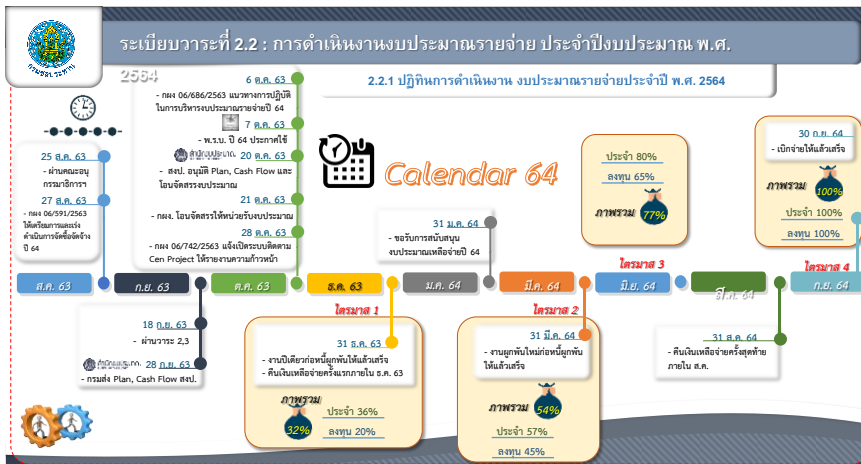 กรมชลประทาน
ระเบียบวาระที่ 2.2 : การดำเนินงานงบประมาณรายจ่าย ประจำปีงบประมาณ พ.ศ.
2564
2.2.1 ปฏิทินการดำเนินงาน งบประมาณรายจ่ายประจำปี พ.ศ. 2564
Calendar 64
25 ส.ค. 63
- ผ่านคณะอนุ
กรรมาธิการฯ
27 ส.ค. 63
- กผง 06/591/2563
ให้เตรียมการและเร่ง
ดำเนินการจัดซื้อจัดจ้าง
ปี 64
6 ต.ค. 63
- กผง 06/686/2563 แนวทางการปฏิบัติ
ในการบริหารงบประมาณรายจ่ายปี 64
7 ต.ค. 63
- พ.ร.บ. ปี 64 ประกาศใช้
สำนักงบประมาณ 20 ต.ค. 63
- สงป. อนุมัติ Plan, Cash Flow และ
โอนจัดสรรงบประมาณ
21 ต.ค. 63
- กผง. โอนจัดสรรให้หน่วยรับงบประมาณ
28 ต.ค. 63
- กผง 06/742/2563 แจ้งเปิดระบบติดตาม
Cen Project ให้รายงานความก้าวหน้า
31 ม.ค. 64
- ขอรับการสนับสนุน
งบประมาณเหลือจ่ายปี 64
ประจำ 80%
ลงทุน 65%
ภาพรวม 77%
30 ก.ย. 64
- เบิกจ่ายให้แล้วเสร็จ
ภาพรวม 100%
ประจำ 100%
ลงทุน 100%
ไตรมาส 3
ไตรมาส 4
ส.ค. 63
ก.ย. 63
ต.ค. 63
ธ.ค. 63
ม.ค. 64
มี.ค. 64
มิ.ย. 64
ส.ค. 64
ก.ย. 64
ไตรมาส 1
ไตรมาส 2
18 ก.ย. 63
- ผ่านวาระ 2,3
สำนักงบประมาณ 28 ก.ย. 63
- กรมส่ง Plan, Cash Flow สงป.
31 ธ.ค. 63
- งานปีเดียวก่อหนี้ผูกพันให้แล้วเสร็จ
- คืนเงินเหลือจ่ายครั้งแรกภายใน ธ.ค. 63
ภาพรวม
32%
ประจำ 36%
ลงทุน 20%
31 มี.ค. 64
- งานผูกพันใหม่ก่อหนี้ผูกพัน
ให้แล้วเสร็จ
ภาพรวม 54%
ประจำ 57%
ลงทุน 45%
31 ส.ค. 64
- คืนเงินเหลือจ่ายครั้งสุดท้าย
ภายใน ส.ค.